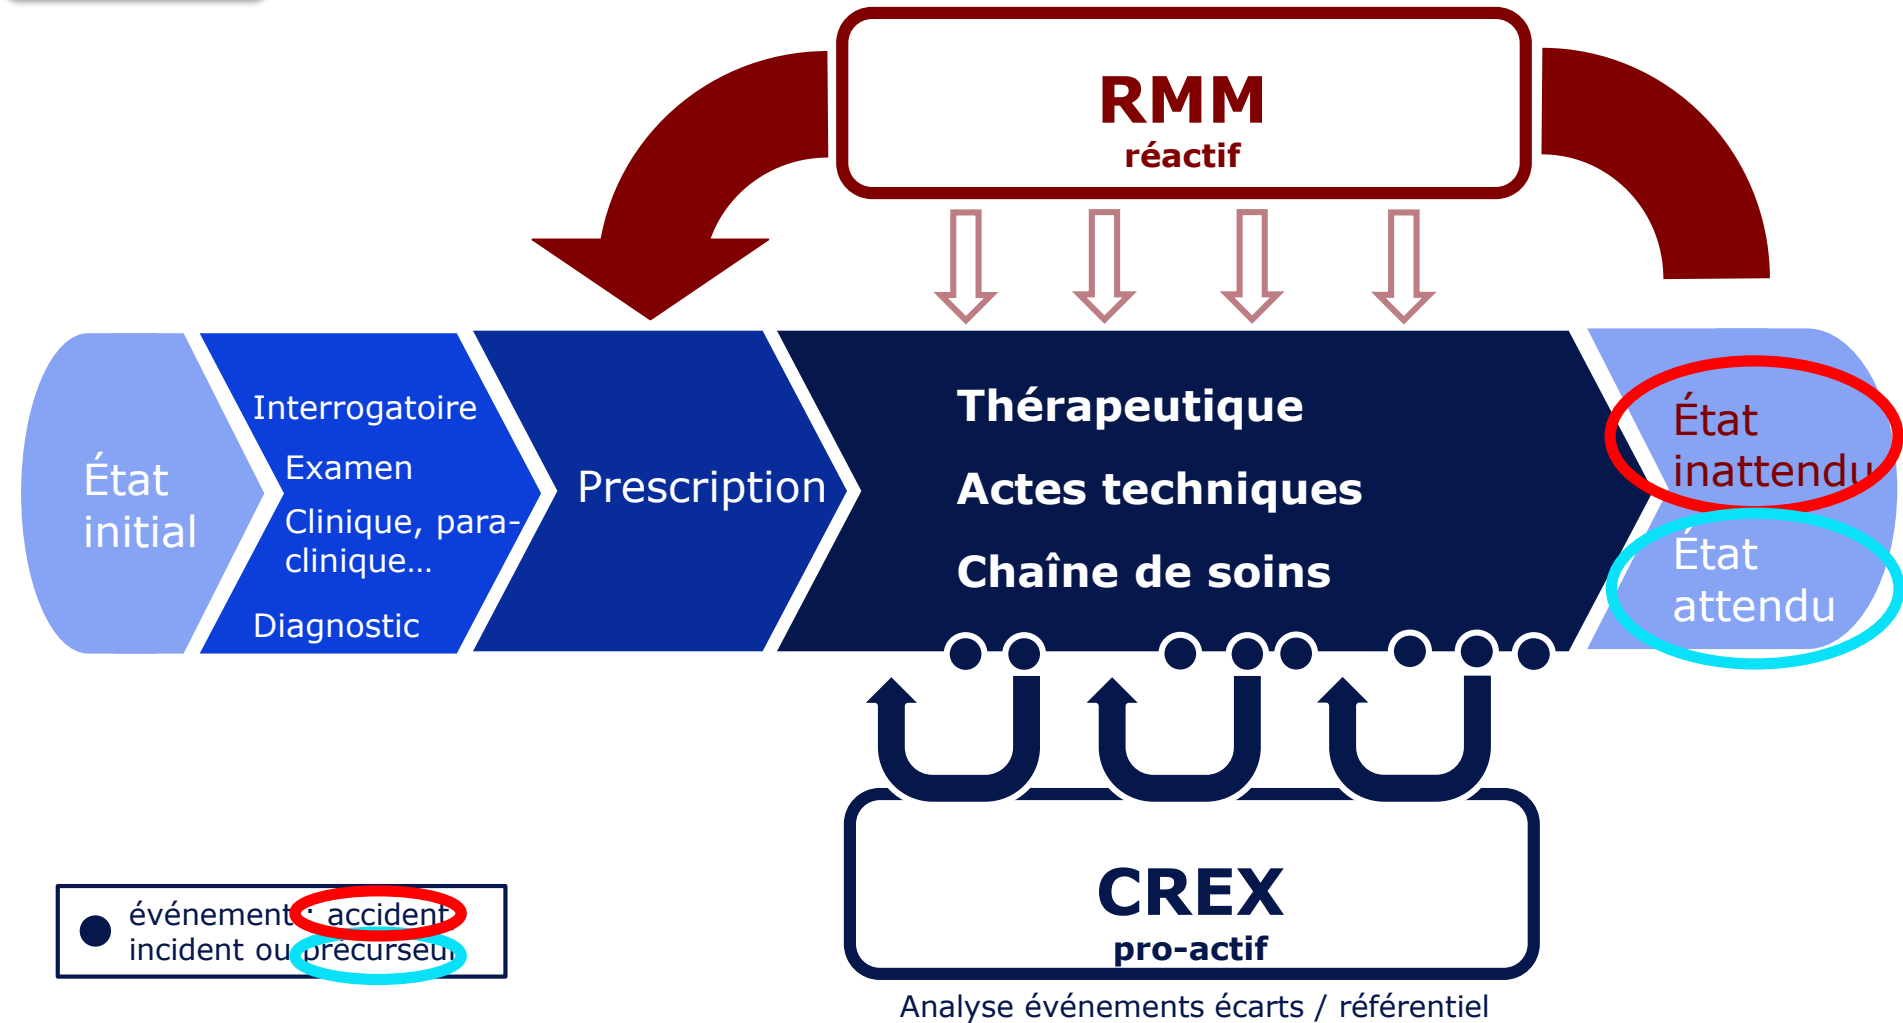 RMM
réactif
État
initial
Interrogatoire
Examen
Clinique, para-
clinique…
Diagnostic
Prescription
Thérapeutique
Actes techniques
Chaîne de soins
État
inattendu
État
attendu
événement : accident,
incident ou précurseur
CREX
pro-actif
Analyse événements écarts / référentiel